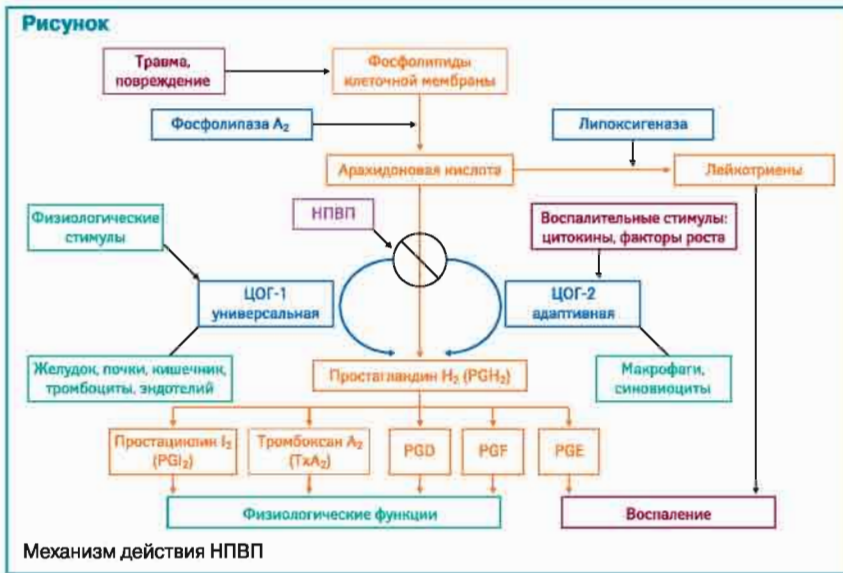 Рисунок
Травма,
повреждение
Фосфолипиды
клеточной мембраны
Фосфолипаза A₂
Липоксигеназа
Арахидоновая кислота
Лейкотриены
НПВП
Физиологические
стимулы
Воспалительные стимулы:
цитокины, факторы роста
ЦОГ-1
универсальная
ЦОГ-2
адаптивная
Желудок, почки, кишечник,
тромбоциты, эндотелий
Простагландин H₂ (PGH₂)
Макрофаги,
синовиоциты
Простациклин I₂
(PGI₂)
Тромбоксан A₂
(TxA₂)
PGD
PGF
PGE
Физиологические функции
Воспаление
Механизм действия НПВП